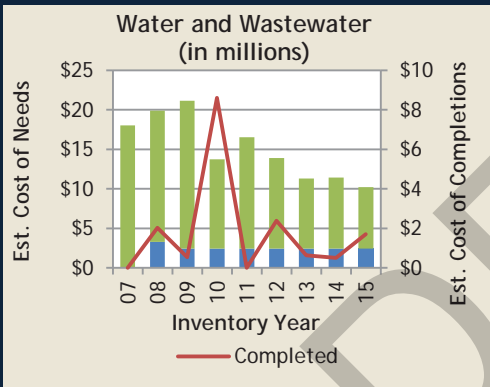 Water and Wastewater
(in millions)
Est. Cost of Needs
$25
$20
$15
$10
$5
$0
$10
$8
$6
$4
$2
$0
Est. Cost of Completions
07 08 09 10 11 12 13 14 15
Inventory Year
Completed